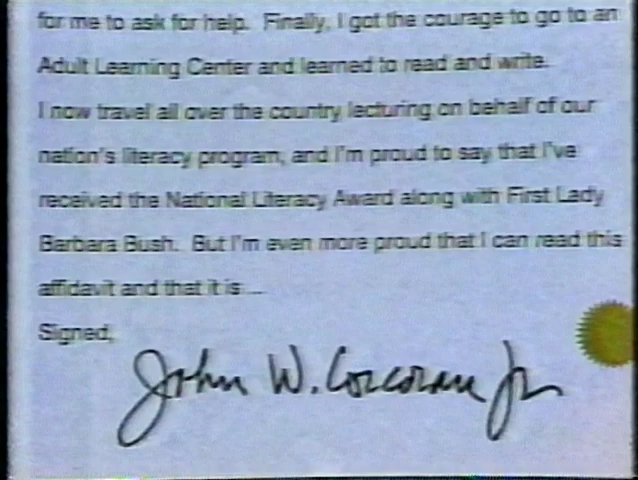 for me to ask for help. Finally, I got the courage to go to an
Adult Learning Center and learned to read and write.
I now travel all over the country lecturing on behalf of our
nation's literacy program, and I'm proud to say that I've
received the National Literacy Award along with First Lady
Barbara Bush. But I'm even more proud that I can read this
affidavit and that it is ...
Signed,
John W. Corcoran Jr